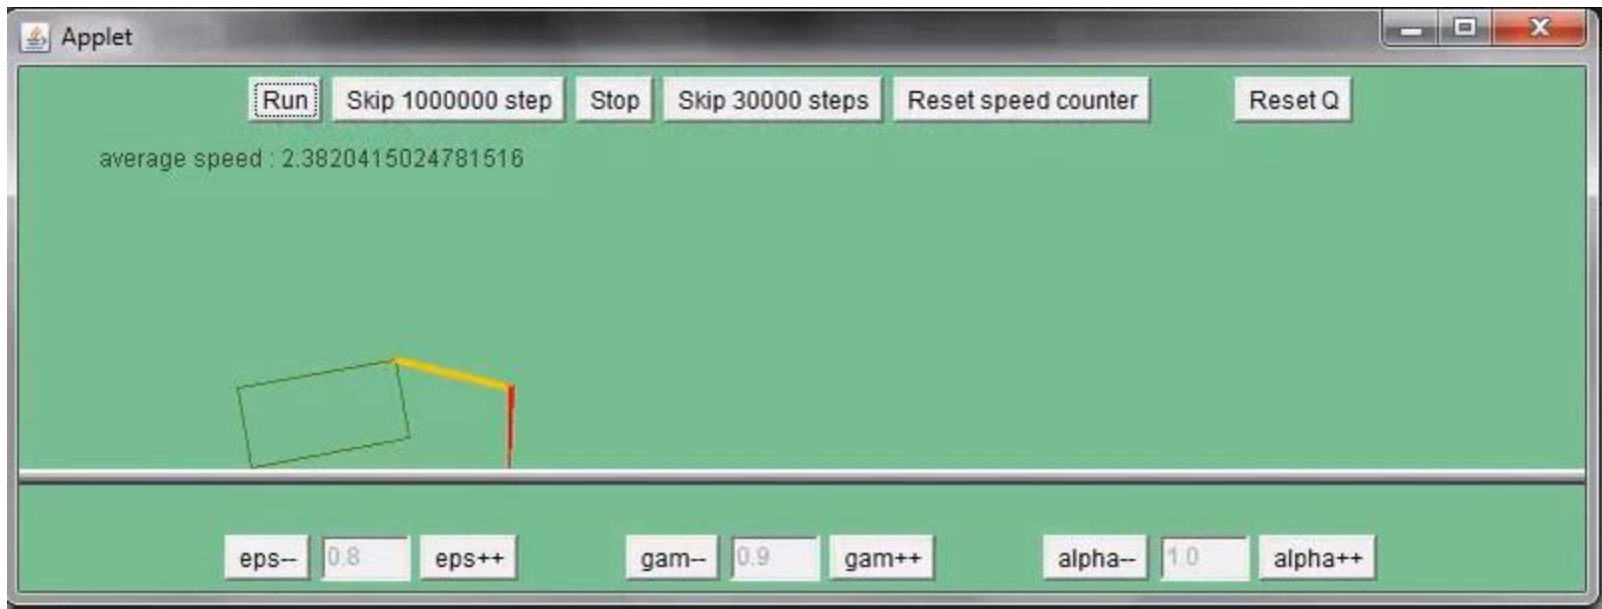 Applet
Run Skip 1000000 step Stop Skip 30000 steps Reset speed counter Reset Q
average speed : 2.3820415024781516
eps-- 0.8 eps++ gam-- 0.9 gam++ alpha-- 1.0 alpha++